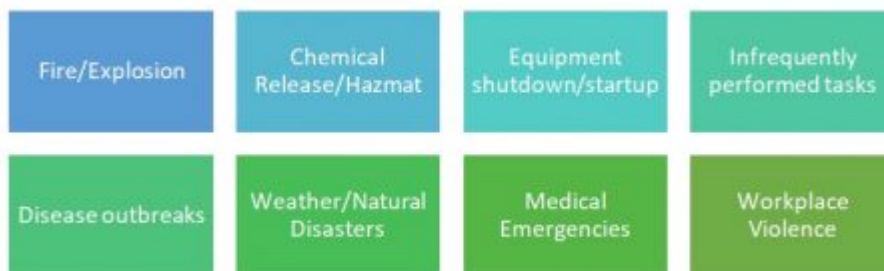 Fire/Explosion
Chemical
Release/Hazmat
Equipment
shutdown/startup
Infrequently
performed tasks
Disease outbreaks
Weather/Natural
Disasters
Medical
Emergencies
Workplace
Violence